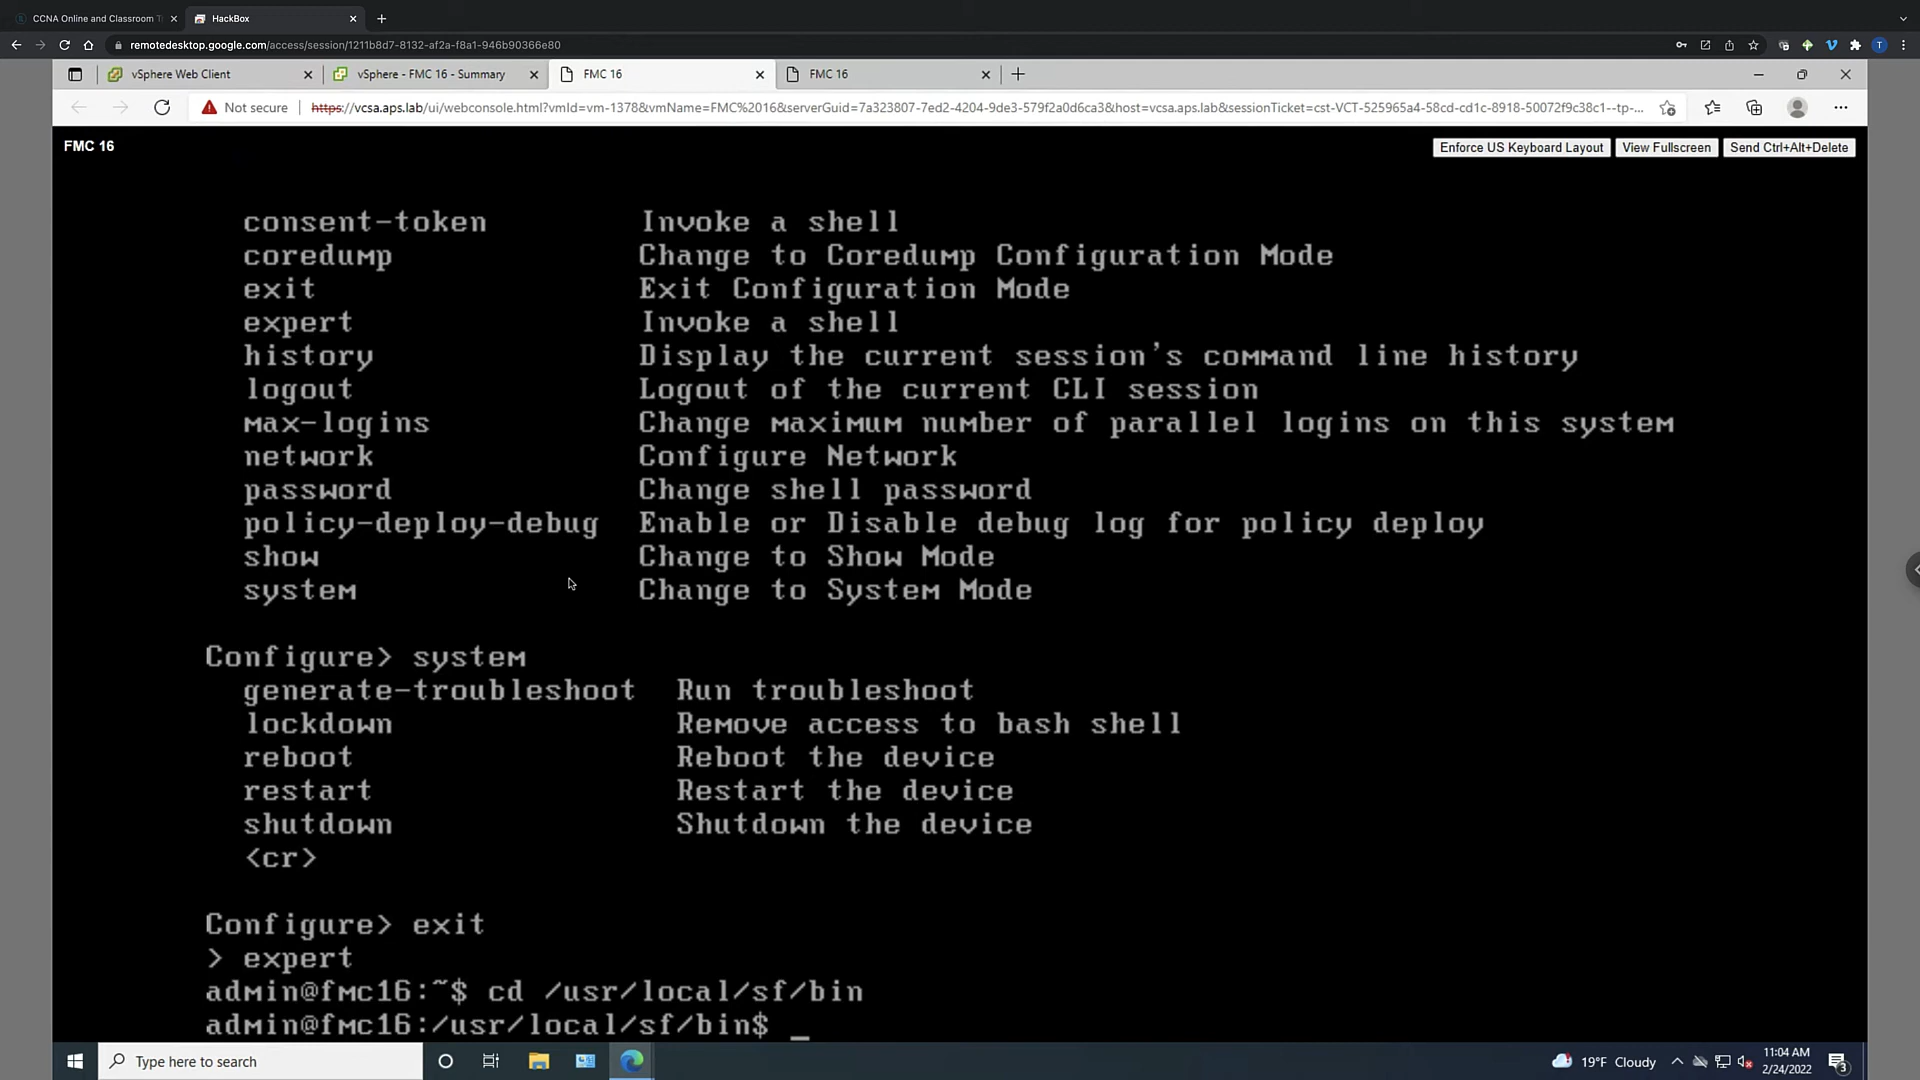 CCNA Online and Classroom T
HackBox
remotedesktop.google.com/access/session/1211b8d7-8132-af2a-f8a1-946b90366e80
T
vSphere Web Client
vSphere - FMC 16 - Summary
FMC 16
FMC 16
Not secure
https://vcsa.aps.lab/ui/webconsole.html?vmId=vm-1378&vmName=FMC%2016&serverGuid=7a323807-7ed2-4204-9de3-579f2a0d6ca3&host=vcsa.aps.lab&sessionTicket=cst-VCT-525965a4-58cd-cd1c-8918-50072f9c38c1--tp-...
FMC 16
Enforce US Keyboard Layout
View Fullscreen
Send Ctrl+Alt+Delete
consent-token Invoke a shell
coredump Change to Coredump Configuration Mode
exit Exit Configuration Mode
expert Invoke a shell
history Display the current session's command line history
logout Logout of the current CLI session
max-logins Change maximum number of parallel logins on this system
network Configure Network
password Change shell password
policy-deploy-debug Enable or Disable debug log for policy deploy
show Change to Show Mode
system Change to System Mode
Configure> system
generate-troubleshoot Run troubleshoot
lockdown Remove access to bash shell
reboot Reboot the device
restart Restart the device
shutdown Shutdown the device
<cr>
Configure> exit
> expert
admin@fmc16:~$ cd /usr/local/sf/bin
admin@fmc16:/usr/local/sf/bin$ _
Type here to search
19°F Cloudy
11:04 AM
2/24/2022
3